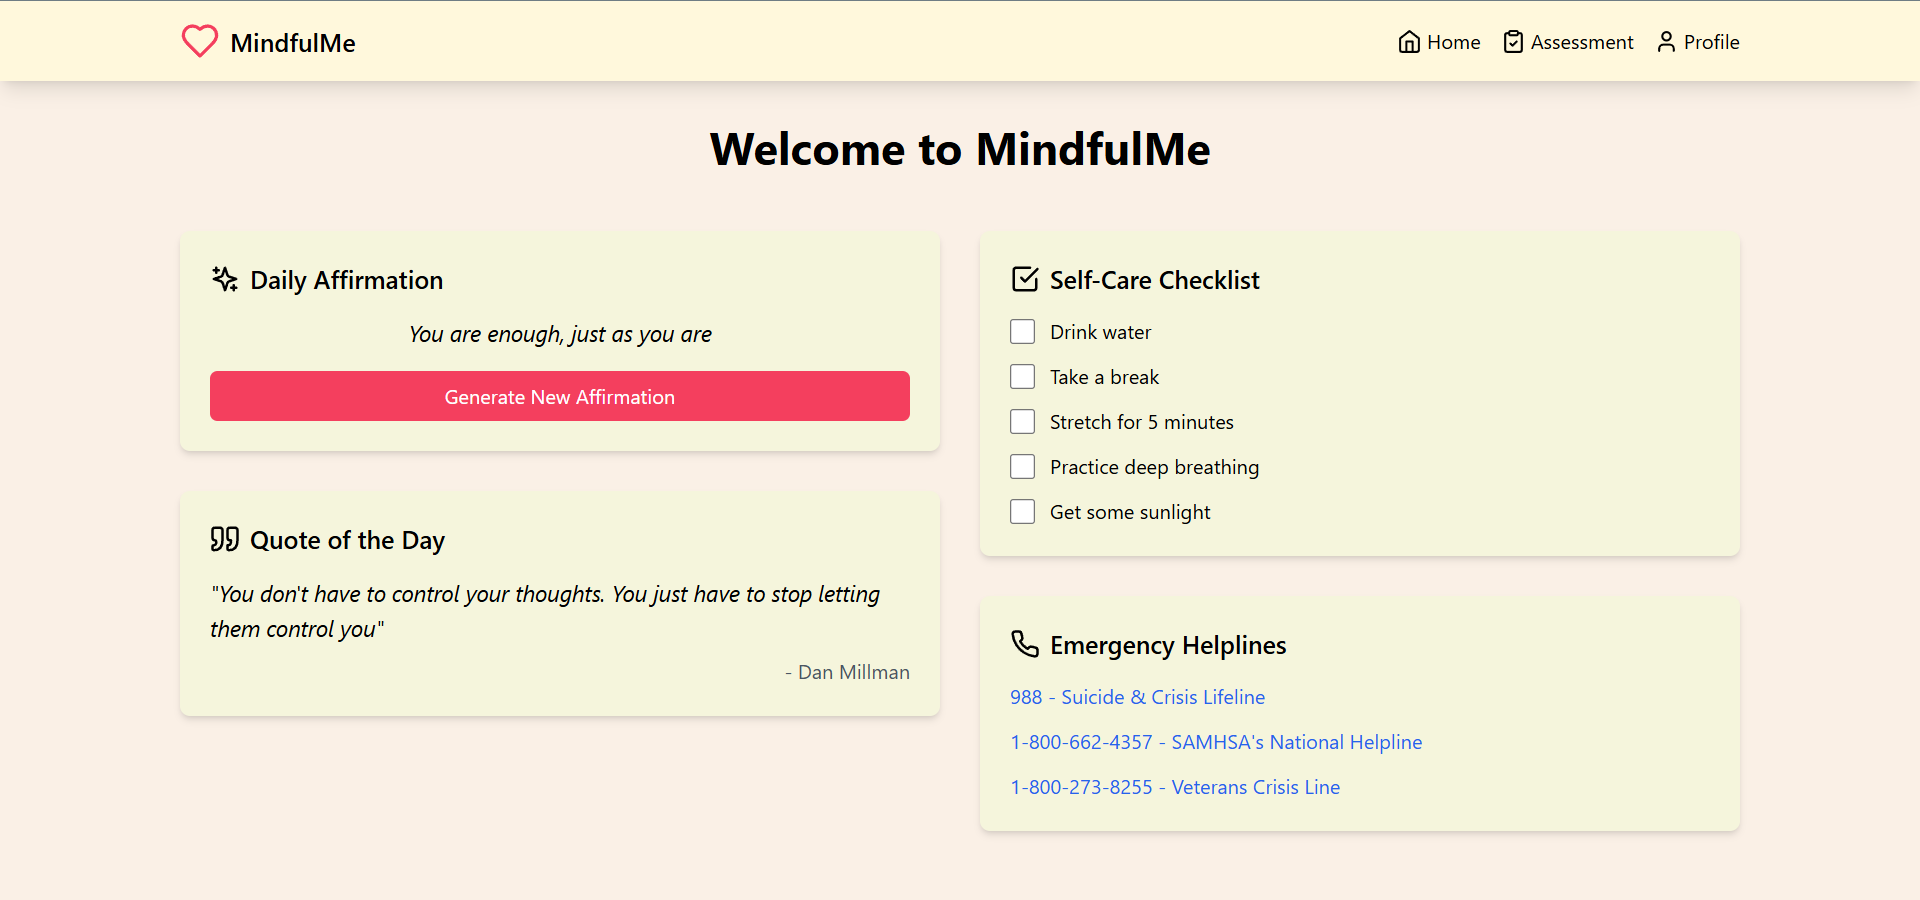 MindfulMe
Home
Assessment
Profile
Welcome to MindfulMe
Daily Affirmation
You are enough, just as you are
Generate New Affirmation
Quote of the Day
"You don't have to control your thoughts. You just have to stop letting
them control you"
- Dan Millman
Self-Care Checklist
Drink water
Take a break
Stretch for 5 minutes
Practice deep breathing
Get some sunlight
Emergency Helplines
988 - Suicide & Crisis Lifeline
1-800-662-4357 - SAMHSA's National Helpline
1-800-273-8255 - Veterans Crisis Line